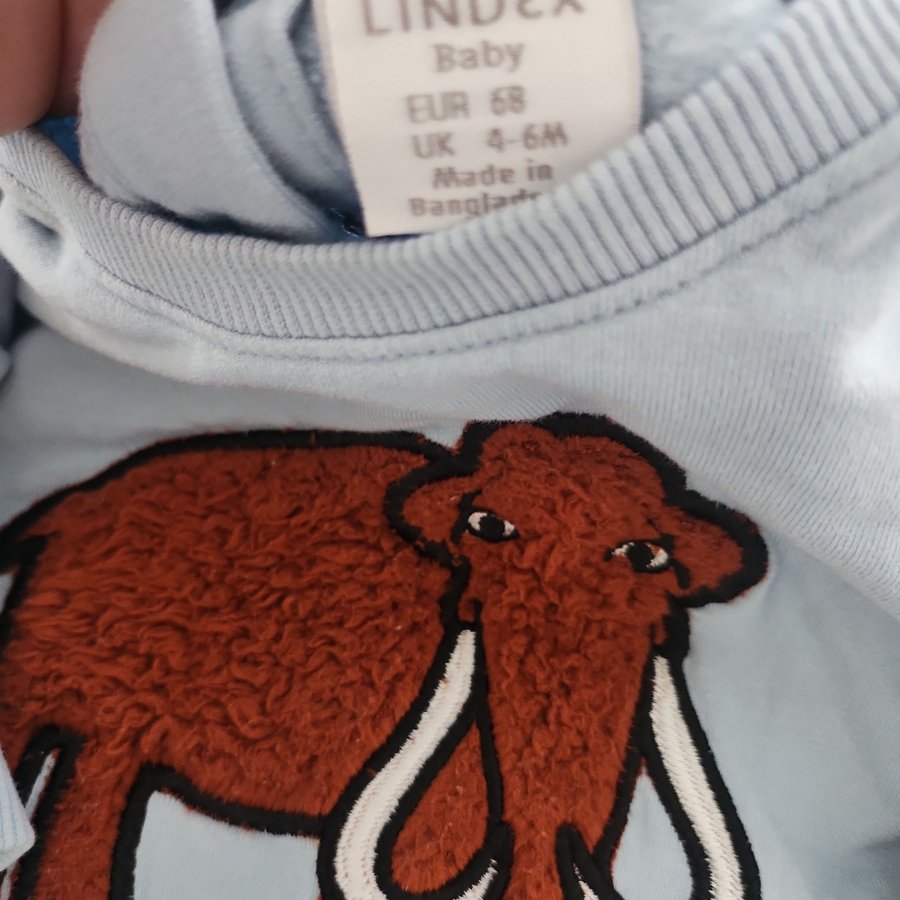 LINDEX
Baby
EUR 68
UK 4-6M
Made in